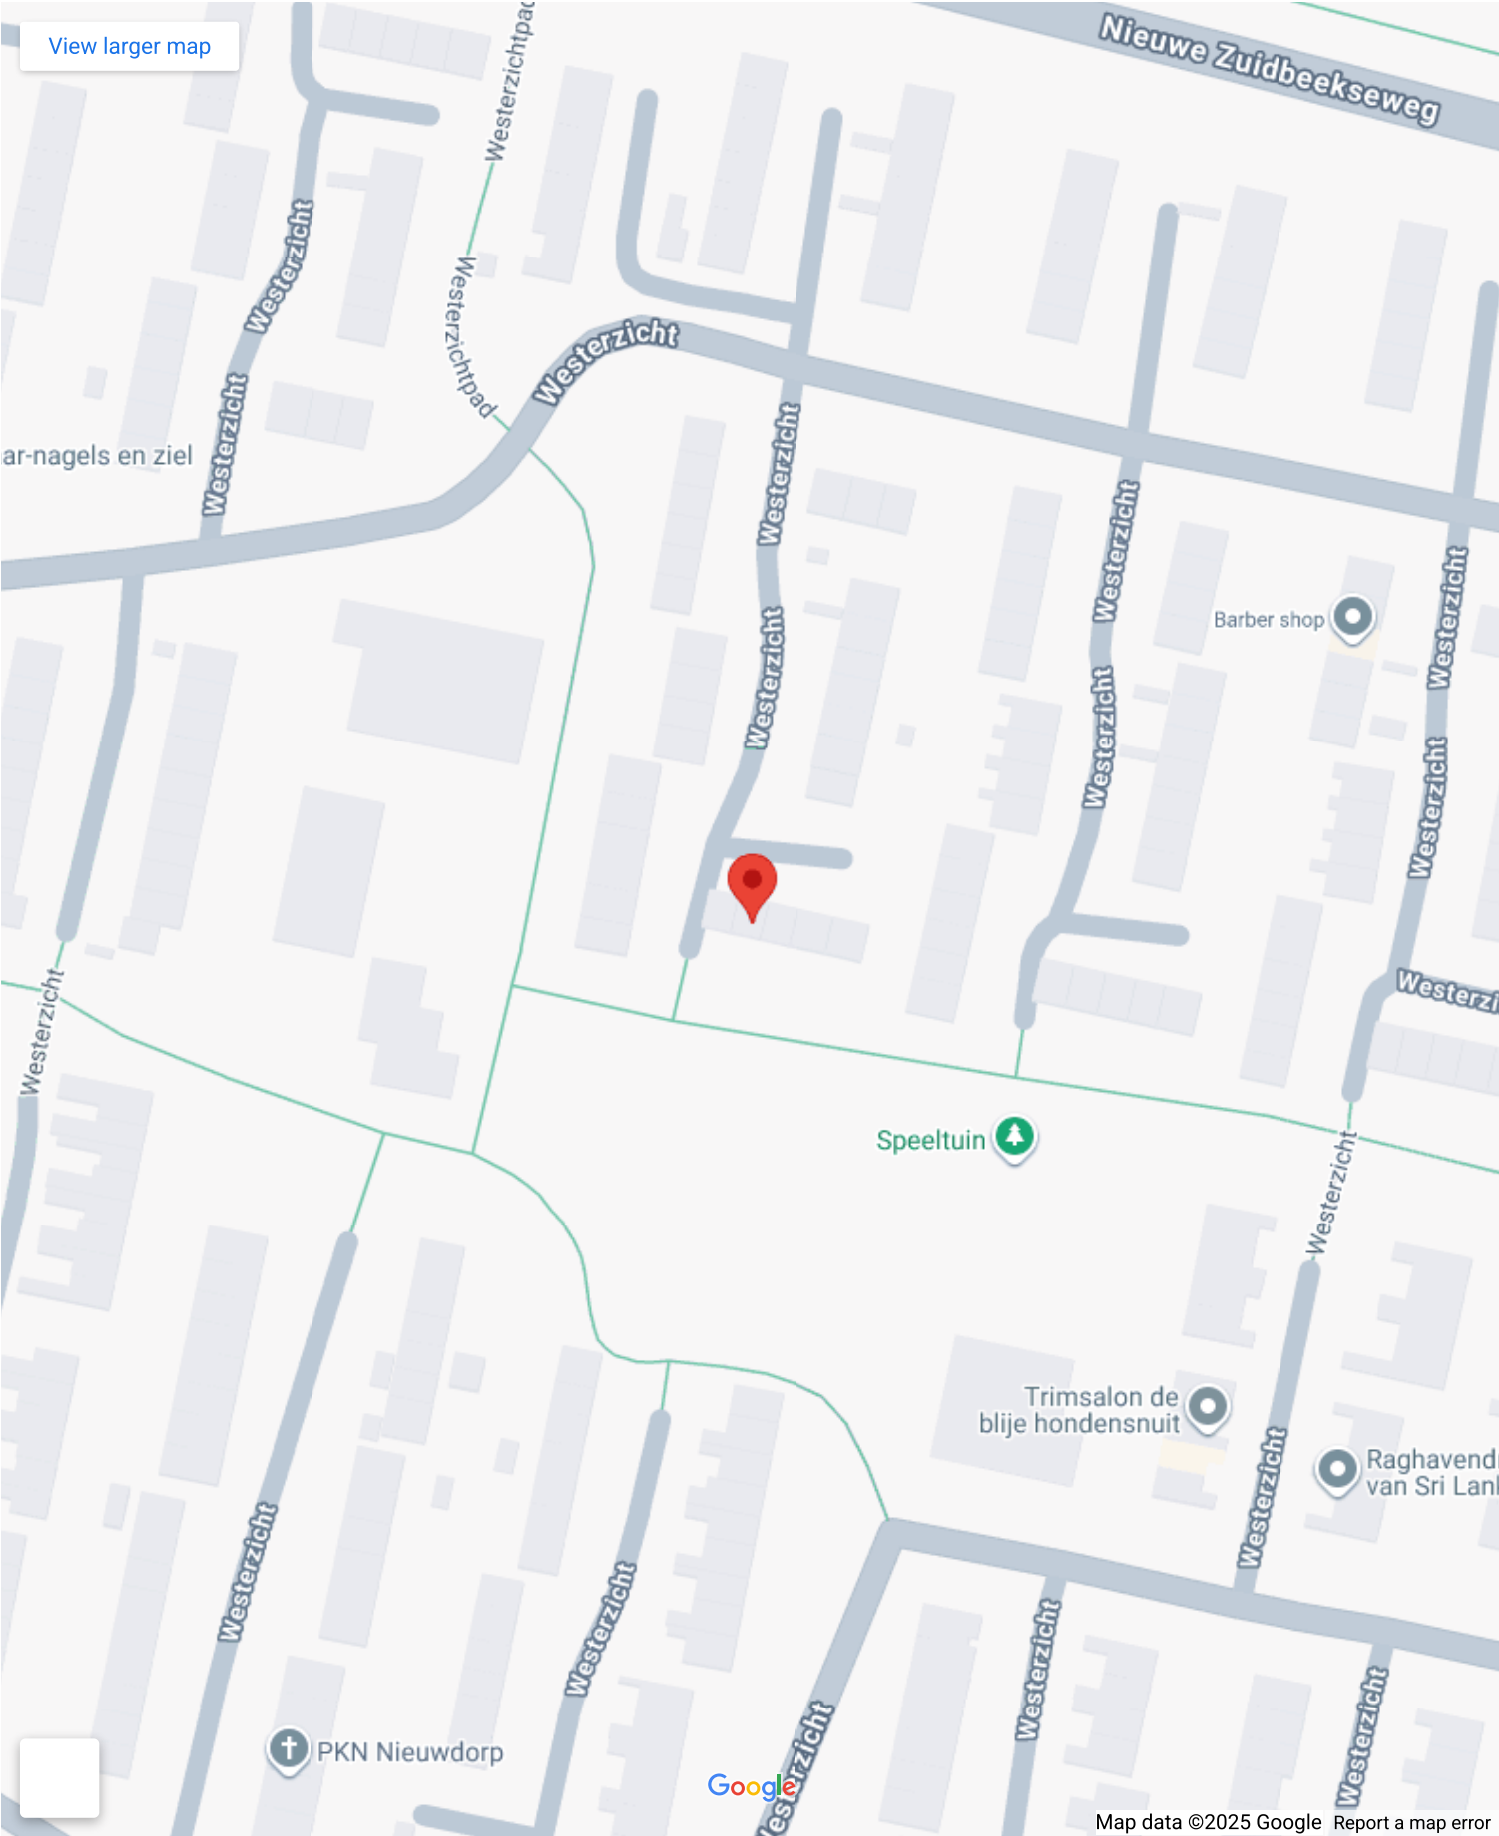 View larger map
Nieuwe Zuidbeekseweg
Westerzichtpad
Westerzicht
Westerzichtpad
Westerzicht
Westerzicht
ar-nagels en ziel
Westerzicht
Westerzicht
Westerzicht
Barber shop
Westerzicht
Westerzicht
Westerzicht
Westerzicht
Westerzicht
Westerzi
Speeltuin
Westerzicht
Trimsalon de
blije hondensnuit
Westerzicht
Raghavend
van Sri Lan
Westerzicht
Westerzicht
Westerzicht
Westerzicht
PKN Nieuwdorp
Westerzicht
Google
Map data ©2025 Google
Report a map error